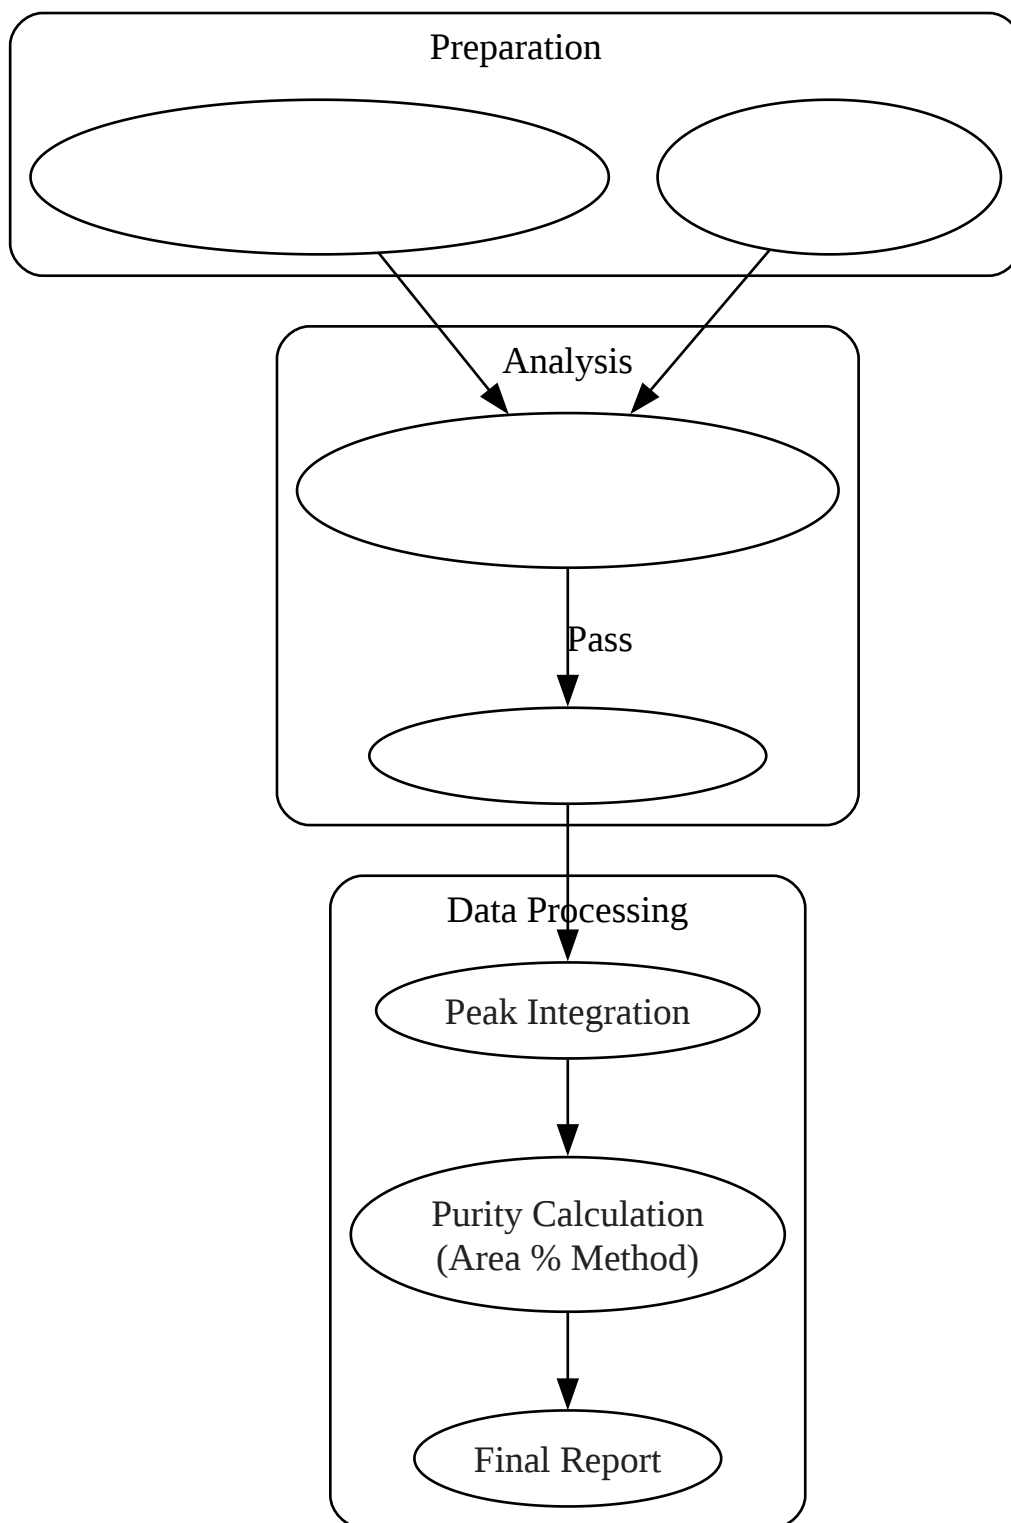 Preparation
Analysis
Pass
Data Processing
Peak Integration
Purity Calculation
(Area % Method)
Final Report